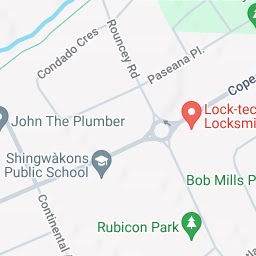 Condado Cres
Rouncey Rd
Paseana Pl.
Cope
Lock-tec
Locksmi
John The Plumber
Shingwàkons
Public School
Bob Mills P
Continental A
Rubicon Park